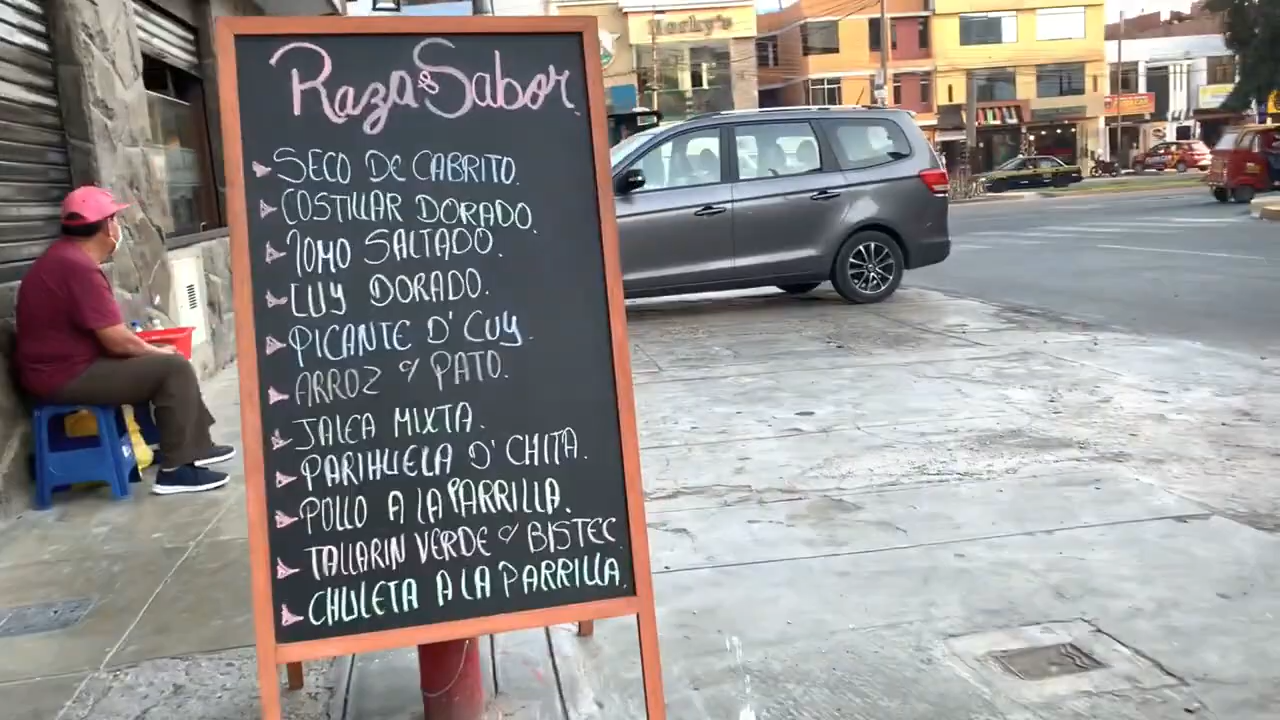 Raza & Sabor
SECO DE CABRITO.
COSTILLAR DORADO.
LOMO SALTADO.
CUY DORADO.
PICANTE D' CUY.
ARROZ c/ PATO.
JALEA MIXTA.
PARIHUELA D' CHITA.
POLLO A LA PARRILLA.
TALLARIN VERDE c/ BISTEC
CHULETA A LA PARRILLA.